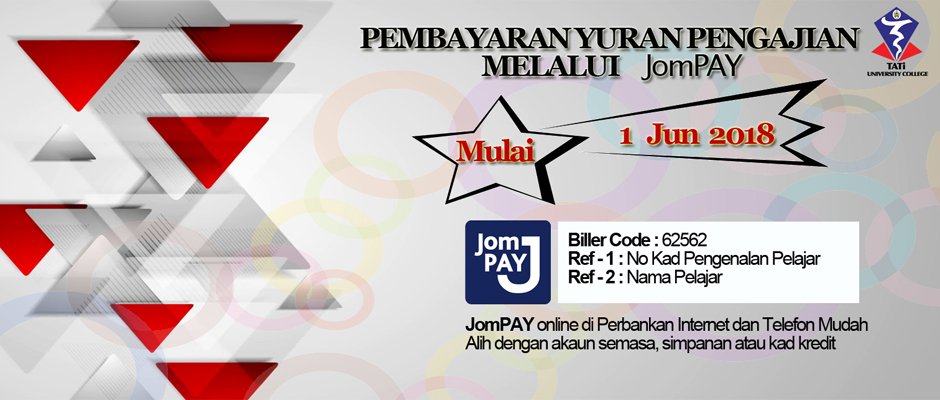 PEMBAYARAN YURAN PENGAJIAN
MELALUI JomPAY
TATi
UNIVERSITY COLLEGE
Mulai
1 Jun 2018
Jom
PAY
Biller Code : 62562
Ref - 1 : No Kad Pengenalan Pelajar
Ref - 2 : Nama Pelajar
JomPAY online di Perbankan Internet dan Telefon Mudah
Alih dengan akaun semasa, simpanan atau kad kredit